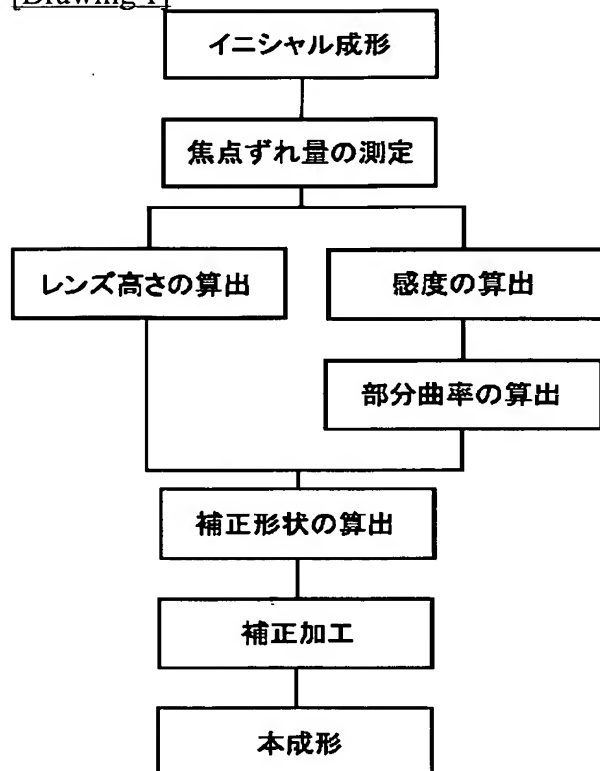 [Drawing 1]
イニシャル成形
焦点ずれ量の測定
レンズ高さの算出
感度の算出
部分曲率の算出
補正形状の算出
補正加工
本成形